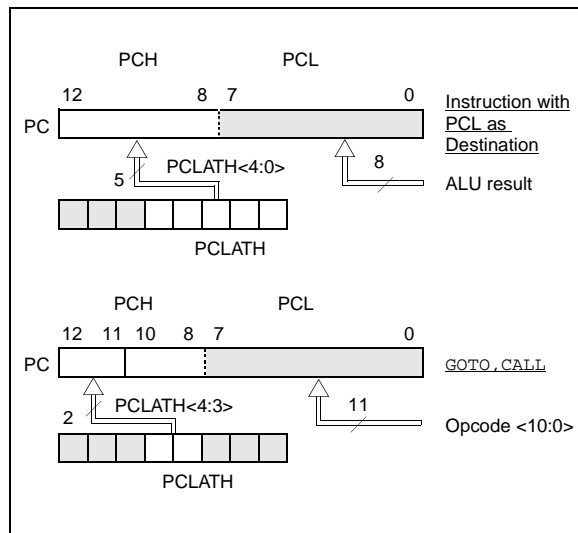 PCH PCL
12 8 7 0
PC
Instruction with
PCL as
Destination
5 PCLATH<4:0> 8
ALU result
PCLATH
PCH PCL
12 11 10 8 7 0
PC
GOTO,CALL
2 PCLATH<4:3> 11
Opcode <10:0>
PCLATH